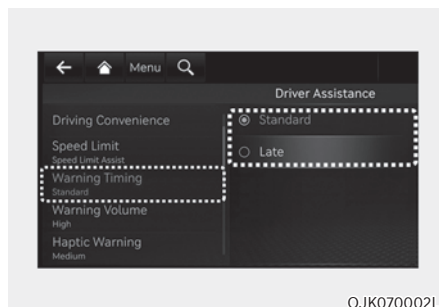 Menu
Driver Assistance
Driving Convenience
Speed Limit
Speed Limit Assist
Warning Timing
Standard
Warning Volume
High
Haptic Warning
Medium
Standard
Late
OJK070002L